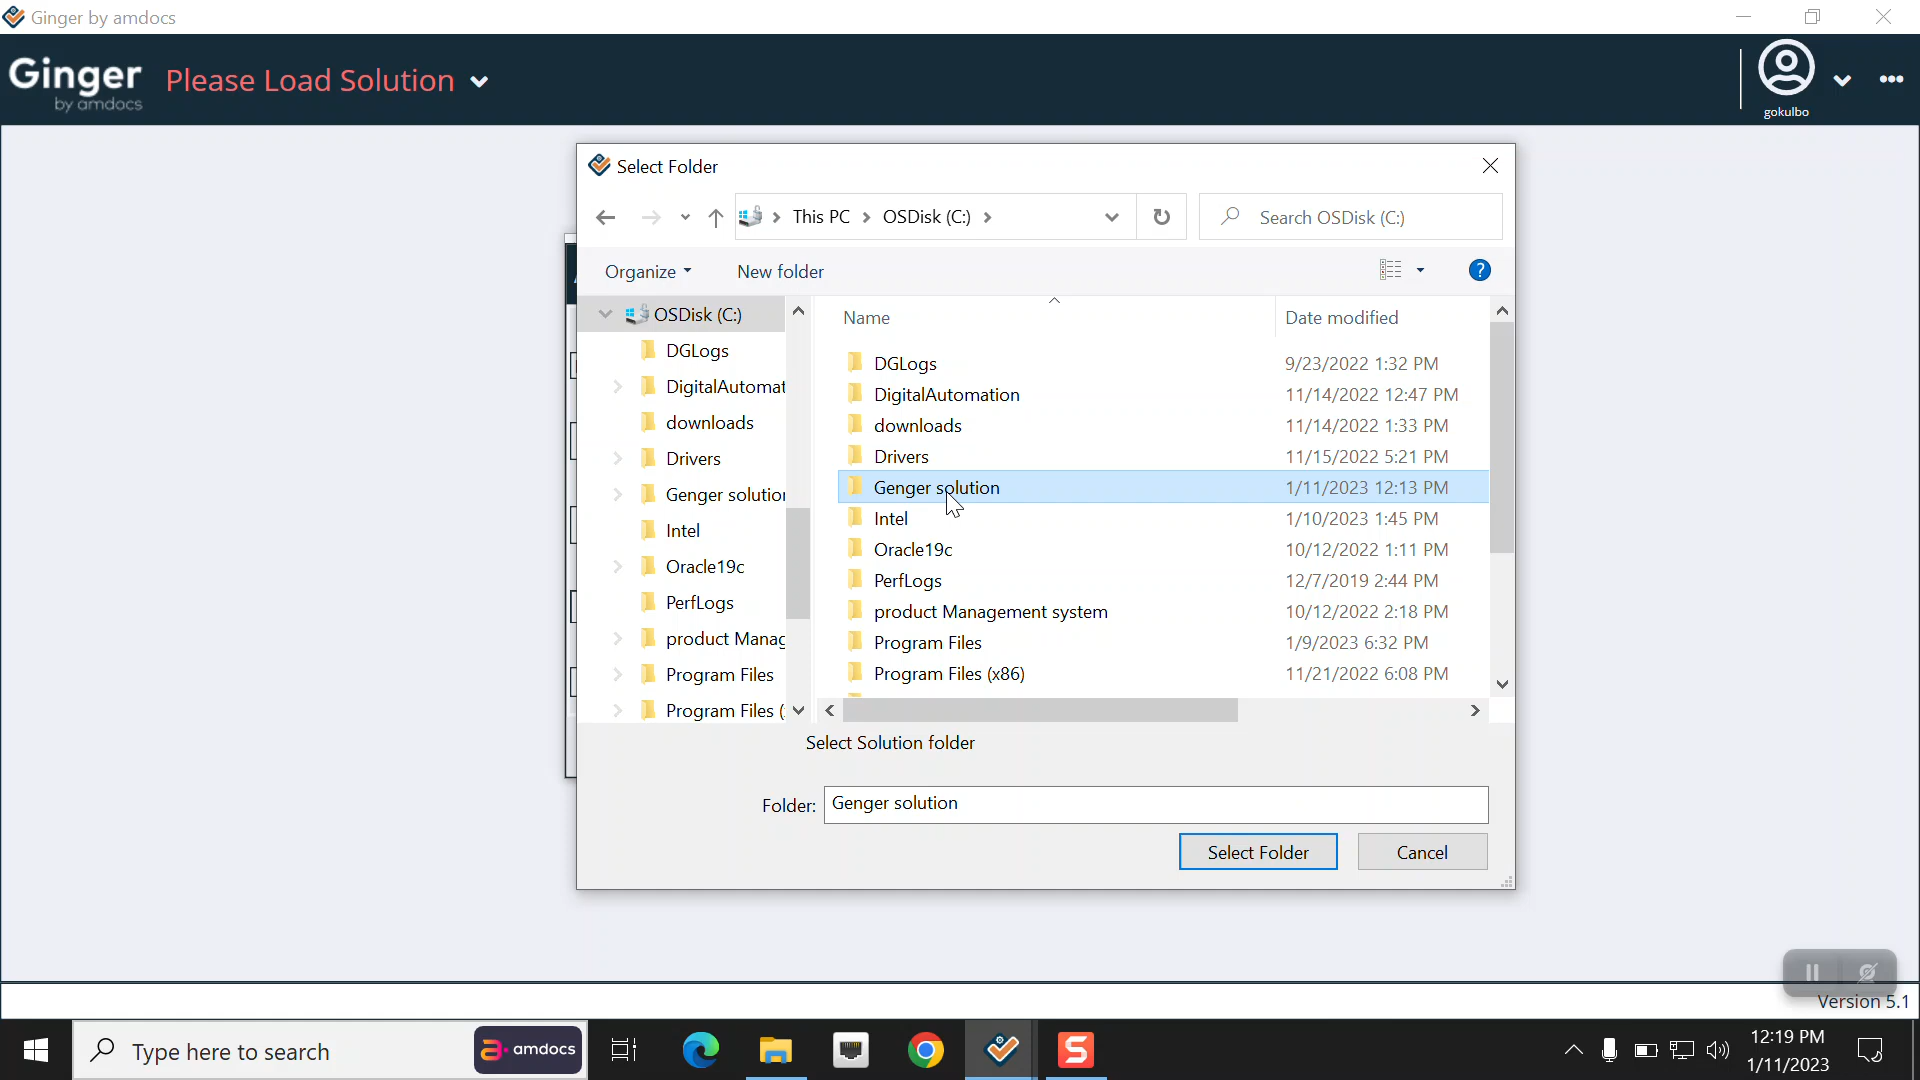 Ginger by amdocs
Ginger
by amdocs
Please Load Solution
gokulbo
Select Folder
This PC > OSDisk (C:) >
Search OSDisk (C:)
Organize
New folder
OSDisk (C:)
DGLogs
DigitalAutomat
downloads
Drivers
Genger solution
Intel
Oracle19c
PerfLogs
product Manag
Program Files
Program Files (
Name Date modified
DGLogs 9/23/2022 1:32 PM
DigitalAutomation 11/14/2022 12:47 PM
downloads 11/14/2022 1:33 PM
Drivers 11/15/2022 5:21 PM
Genger solution 1/11/2023 12:13 PM
Intel 1/10/2023 1:45 PM
Oracle19c 10/12/2022 1:11 PM
PerfLogs 12/7/2019 2:44 PM
product Management system 10/12/2022 2:18 PM
Program Files 1/9/2023 6:32 PM
Program Files (x86) 11/21/2022 6:08 PM
Select Solution folder
Folder: Genger solution
Select Folder
Cancel
Version 5.1
Type here to search
amdocs
12:19 PM
1/11/2023